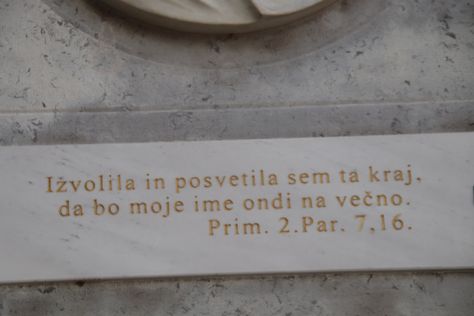 Izvolila in posvetila sem ta kraj,
da bo moje ime ondi na večno.
Prim. 2.Par. 7,16.